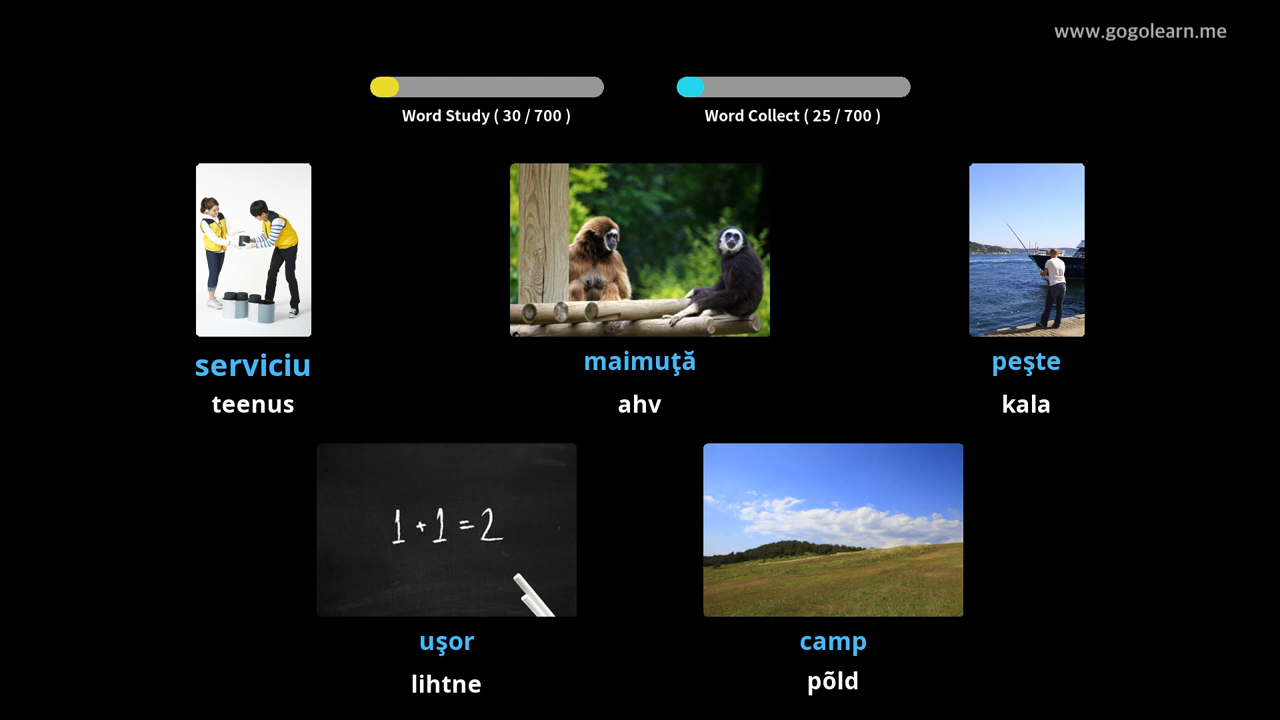 www.gogolearn.me
Word Study ( 30 / 700 )
Word Collect ( 25 / 700 )
serviciu
teenus
maimuţă
ahv
peşte
kala
1 + 1 = 2
uşor
lihtne
camp
põld